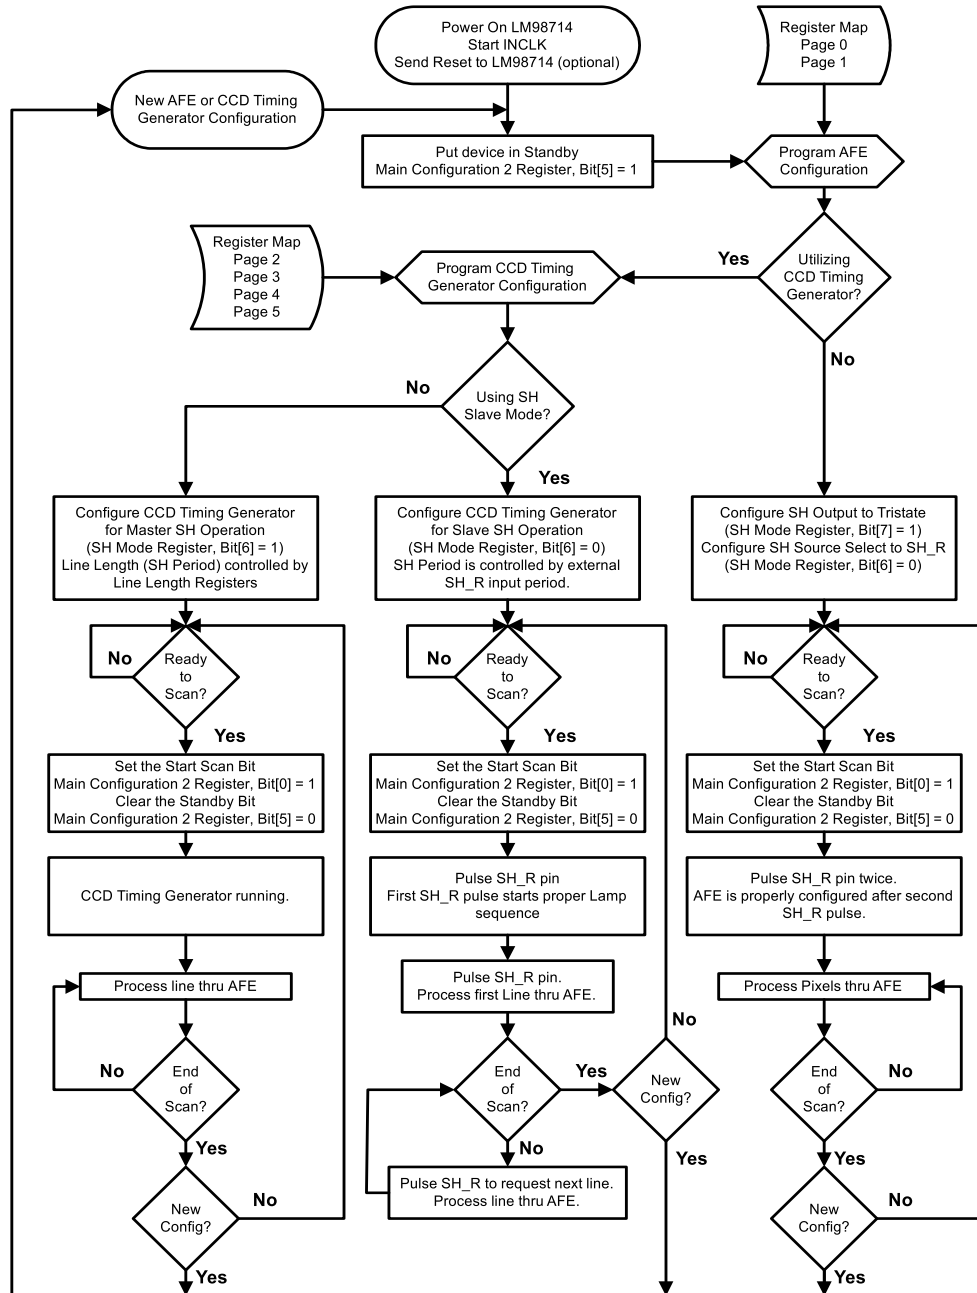 Power On LM98714
Start INCLK
Send Reset to LM98714 (optional)
Register Map
Page 0
Page 1
New AFE or CCD Timing
Generator Configuration
Put device in Standby
Main Configuration 2 Register, Bit[5] = 1
Program AFE
Configuration
Register Map
Page 2
Page 3
Page 4
Page 5
Program CCD Timing
Generator Configuration
Yes
Utilizing
CCD Timing
Generator?
No
No
Using SH
Slave Mode?
Yes
Configure CCD Timing Generator
for Master SH Operation
(SH Mode Register, Bit[6] = 1)
Line Length (SH Period) controlled by
Line Length Registers
Configure CCD Timing Generator
for Slave SH Operation
(SH Mode Register, Bit[6] = 0)
SH Period is controlled by external
SH_R input period.
Configure SH Output to Tristate
(SH Mode Register, Bit[7] = 1)
Configure SH Source Select to SH_R
(SH Mode Register, Bit[6] = 0)
No
Ready
to
Scan?
Yes
No
Ready
to
Scan?
Yes
No
Ready
to
Scan?
Yes
Set the Start Scan Bit
Main Configuration 2 Register, Bit[0] = 1
Clear the Standby Bit
Main Configuration 2 Register, Bit[5] = 0
Set the Start Scan Bit
Main Configuration 2 Register, Bit[0] = 1
Clear the Standby Bit
Main Configuration 2 Register, Bit[5] = 0
Set the Start Scan Bit
Main Configuration 2 Register, Bit[0] = 1
Clear the Standby Bit
Main Configuration 2 Register, Bit[5] = 0
CCD Timing Generator running.
Pulse SH_R pin
First SH_R pulse starts proper Lamp
sequence
Pulse SH_R pin twice.
AFE is properly configured after second
SH_R pulse.
Process line thru AFE
Pulse SH_R pin.
Process first Line thru AFE.
Process Pixels thru AFE
No
End
of
Scan?
Yes
End
of
Scan?
Yes
No
No
New
Config?
Yes
End
of
Scan?
No
Yes
Pulse SH_R to request next line.
Process line thru AFE.
New
Config?
No
Yes
New
Config?
No
Yes